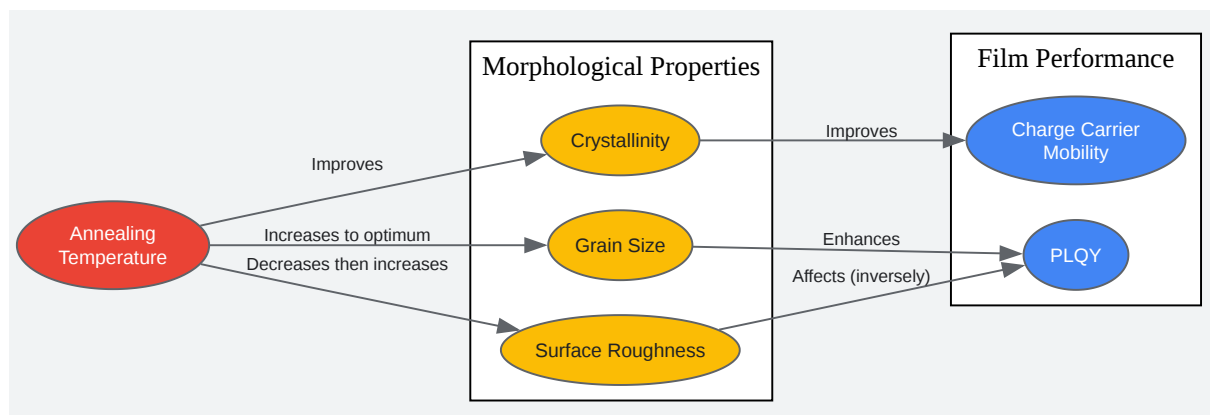 Morphological Properties
Film Performance
Annealing
Temperature
Improves
Increases to optimum
Decreases then increases
Crystallinity
Grain Size
Surface Roughness
Improves
Enhances
Affects (inversely)
Charge Carrier
Mobility
PLQY